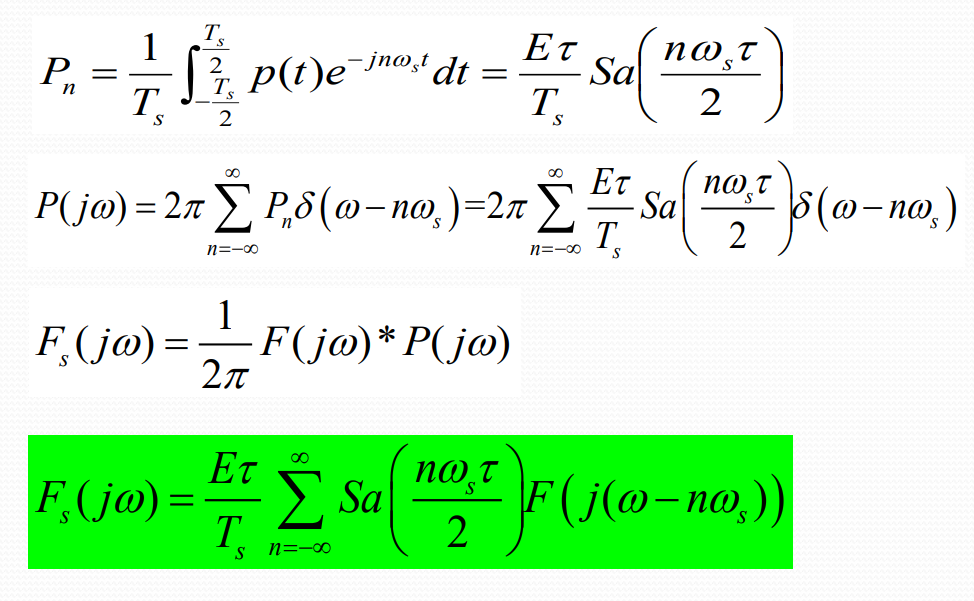 P_n = \frac{1}{T_s} \int_{-\frac{T_s}{2}}^{\frac{T_s}{2}} p(t)e^{-jn\omega_s t} dt = \frac{E\tau}{T_s} Sa\left(\frac{n\omega_s\tau}{2}\right)
P(j\omega) = 2\pi \sum_{n=-\infty}^{\infty} P_n \delta(\omega - n\omega_s) = 2\pi \sum_{n=-\infty}^{\infty} \frac{E\tau}{T_s} Sa\left(\frac{n\omega_s\tau}{2}\right) \delta(\omega - n\omega_s)
F_s(j\omega) = \frac{1}{2\pi} F(j\omega) * P(j\omega)
F_s(j\omega) = \frac{E\tau}{T_s} \sum_{n=-\infty}^{\infty} Sa\left(\frac{n\omega_s\tau}{2}\right) F(j(\omega - n\omega_s))